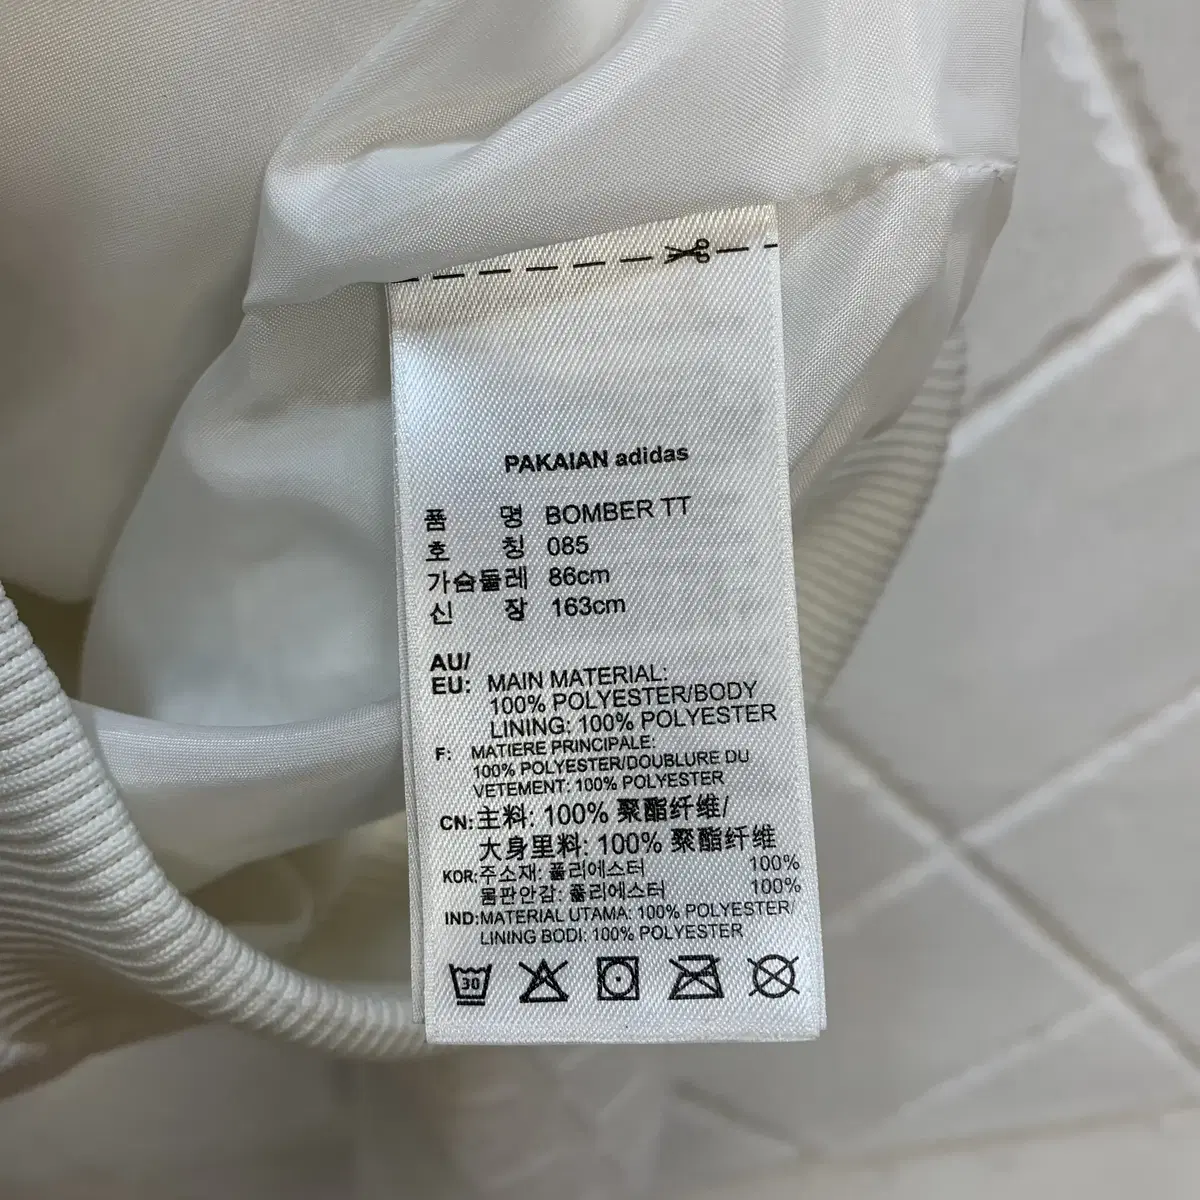 PAKAIAN adidas
품 명 BOMBER TT
호 칭 085
가슴둘레 86cm
신 장 163cm
AU/
EU: MAIN MATERIAL:
100% POLYESTER/BODY
LINING: 100% POLYESTER
F: MATIERE PRINCIPALE:
100% POLYESTER/DOUBLURE DU
VETEMENT: 100% POLYESTER
CN: 主料: 100% 聚酯纤维/
大身里料: 100% 聚酯纤维
KOR: 주소재: 폴리에스터 100%
몸판안감: 폴리에스터 100%
IND: MATERIAL UTAMA: 100% POLYESTER/
LINING BODI: 100% POLYESTER
30